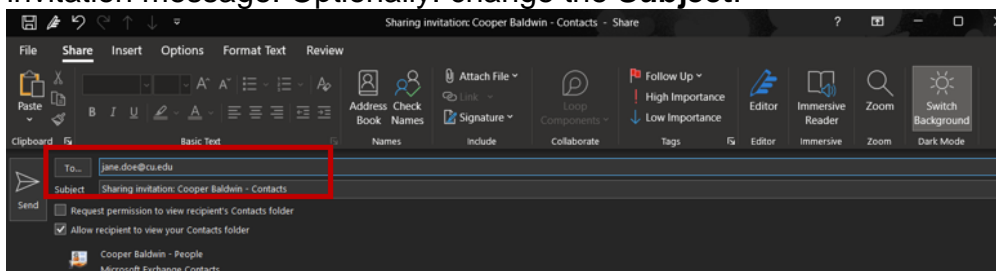 invitation message. Optionally: change the Subject.
Sharing invitation: Cooper Baldwin - Contacts - Share
File Share Insert Options Format Text Review
Paste
B I U
Address Book
Check Names
Attach File
Link
Signature
Loop Components
Follow Up
High Importance
Low Importance
Editor
Immersive Reader
Zoom
Switch Background
Clipboard Basic Text Names Include Collaborate Tags Editor Immersive Zoom Dark Mode
To... jane.doe@cu.edu
Subject Sharing invitation: Cooper Baldwin - Contacts
Send
Request permission to view recipient's Contacts folder
Allow recipient to view your Contacts folder
Cooper Baldwin - People
Microsoft Exchange Contacts